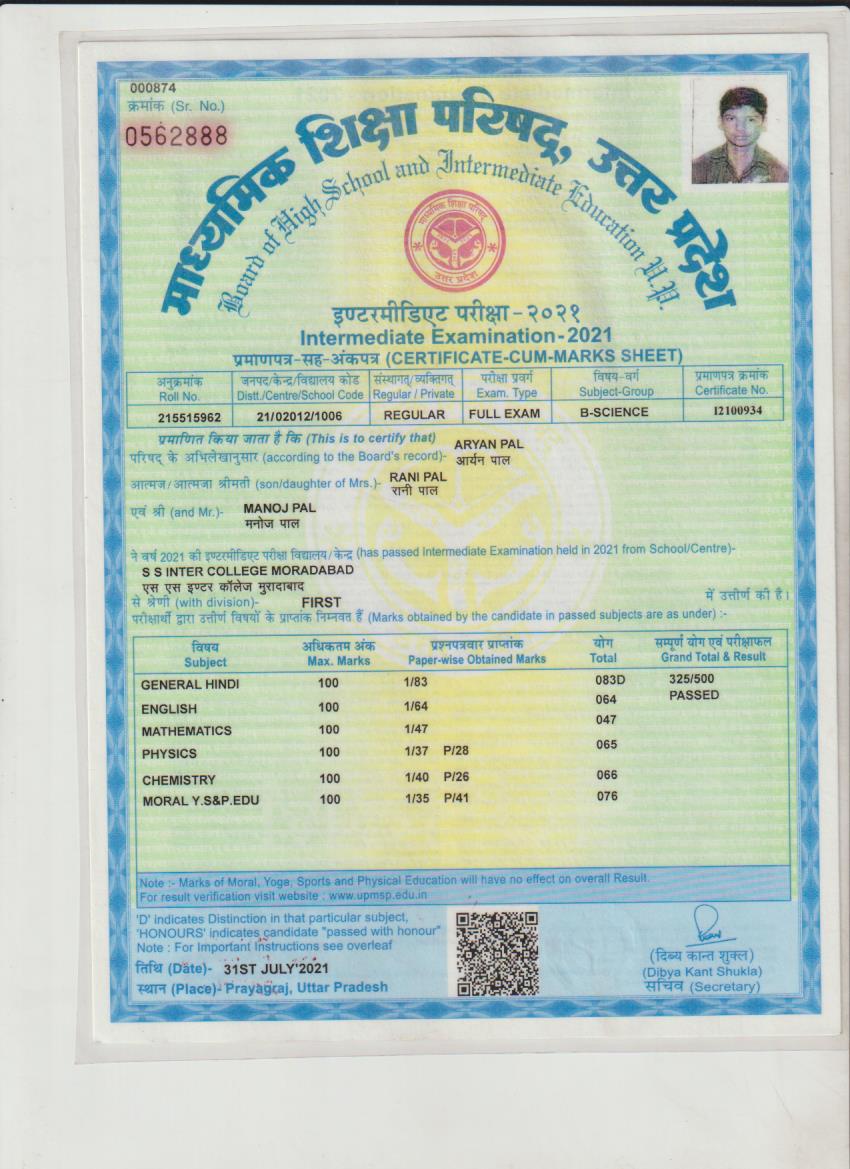 000874
क्रमांक (Sr. No.)
0562888
माध्यमिक शिक्षा परिषद्, उत्तर प्रदेश
Board of High School and Intermediate Education U.P.
माध्यमिक शिक्षा परिषद्
उत्तर प्रदेश
इण्टरमीडिएट परीक्षा-२०२१
Intermediate Examination-2021
प्रमाणपत्र-सह-अंकपत्र (CERTIFICATE-CUM-MARKS SHEET)
अनुक्रमांक जनपद/केन्द्र/विद्यालय कोड संस्थागत/व्यक्तिगत् परीक्षा प्रवर्ग विषय-वर्ग प्रमाणपत्र क्रमांक
Roll No. Distt./Centre/School Code Regular / Private Exam. Type Subject-Group Certificate No.
215515962 21/02012/1006 REGULAR FULL EXAM B-SCIENCE I2100934
प्रमाणित किया जाता है कि (This is to certify that) ARYAN PAL
परिषद् के अभिलेखानुसार (according to the Board's record)- आर्यन पाल
आत्मज/आत्मजा श्रीमती (son/daughter of Mrs.)- RANI PAL
रानी पाल
एवं श्री (and Mr.)- MANOJ PAL
मनोज पाल
ने वर्ष 2021 की इण्टरमीडिएट परीक्षा विद्यालय/केन्द्र (has passed Intermediate Examination held in 2021 from School/Centre)-
S S INTER COLLEGE MORADABAD
एस एस इण्टर कॉलेज मुरादाबाद
में उत्तीर्ण की है।
से श्रेणी (with division)- FIRST
परीक्षार्थी द्वारा उत्तीर्ण विषयों के प्राप्तांक निम्नवत हैं (Marks obtained by the candidate in passed subjects are as under) :-
विषय अधिकतम अंक प्रश्नपत्रवार प्राप्तांक योग सम्पूर्ण योग एवं परीक्षाफल
Subject Max. Marks Paper-wise Obtained Marks Total Grand Total & Result
GENERAL HINDI 100 1/83 083D 325/500
ENGLISH 100 1/64 064 PASSED
MATHEMATICS 100 1/47 047
PHYSICS 100 1/37 P/28 065
CHEMISTRY 100 1/40 P/26 066
MORAL Y.S&P.EDU 100 1/35 P/41 076
Note :- Marks of Moral, Yoga, Sports and Physical Education will have no effect on overall Result.
For result verification visit website : www.upmsp.edu.in
'D' indicates Distinction in that particular subject,
'HONOURS' indicates candidate "passed with honour"
Note : For Important Instructions see overleaf
तिथि (Date)- 31ST JULY'2021
स्थान (Place)- Prayagraj, Uttar Pradesh
(दिब्य कान्त शुक्ल)
(Dibya Kant Shukla)
सचिव (Secretary)